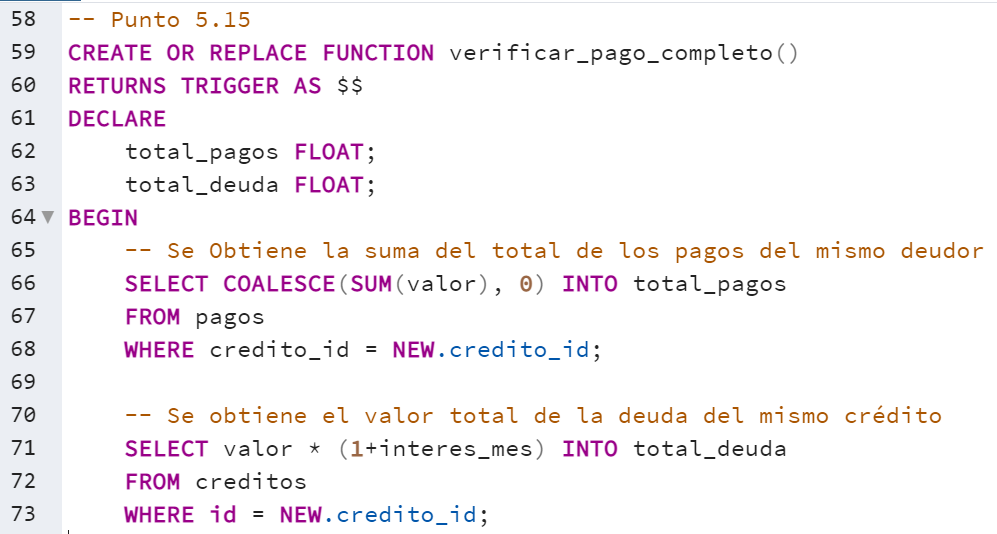 58 -- Punto 5.15
59 CREATE OR REPLACE FUNCTION verificar_pago_completo()
60 RETURNS TRIGGER AS $$
61 DECLARE
62     total_pagos FLOAT;
63     total_deuda FLOAT;
64 ▼ BEGIN
65     -- Se Obtiene la suma del total de los pagos del mismo deudor
66     SELECT COALESCE(SUM(valor), 0) INTO total_pagos
67     FROM pagos
68     WHERE credito_id = NEW.credito_id;
69
70     -- Se obtiene el valor total de la deuda del mismo crédito
71     SELECT valor * (1+interes_mes) INTO total_deuda
72     FROM creditos
73     WHERE id = NEW.credito_id;